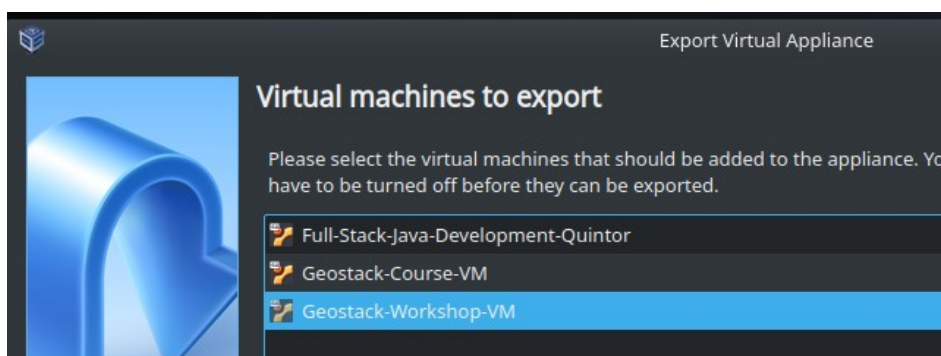 Export Virtual Appliance
Virtual machines to export
Please select the virtual machines that should be added to the appliance.
have to be turned off before they can be exported.
Full-Stack-Java-Development-Quintor
Geostack-Course-VM
Geostack-Workshop-VM